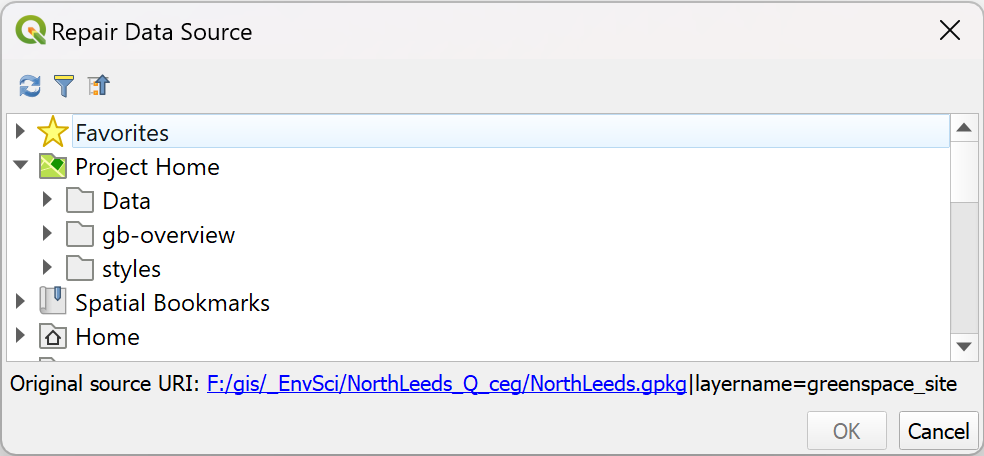 Repair Data Source
Favorites
Project Home
Data
gb-overview
styles
Spatial Bookmarks
Home
Original source URI: F:/gis/_EnvSci/NorthLeeds_Q_ceg/NorthLeeds.gpkg|layername=greenspace_site
OK Cancel